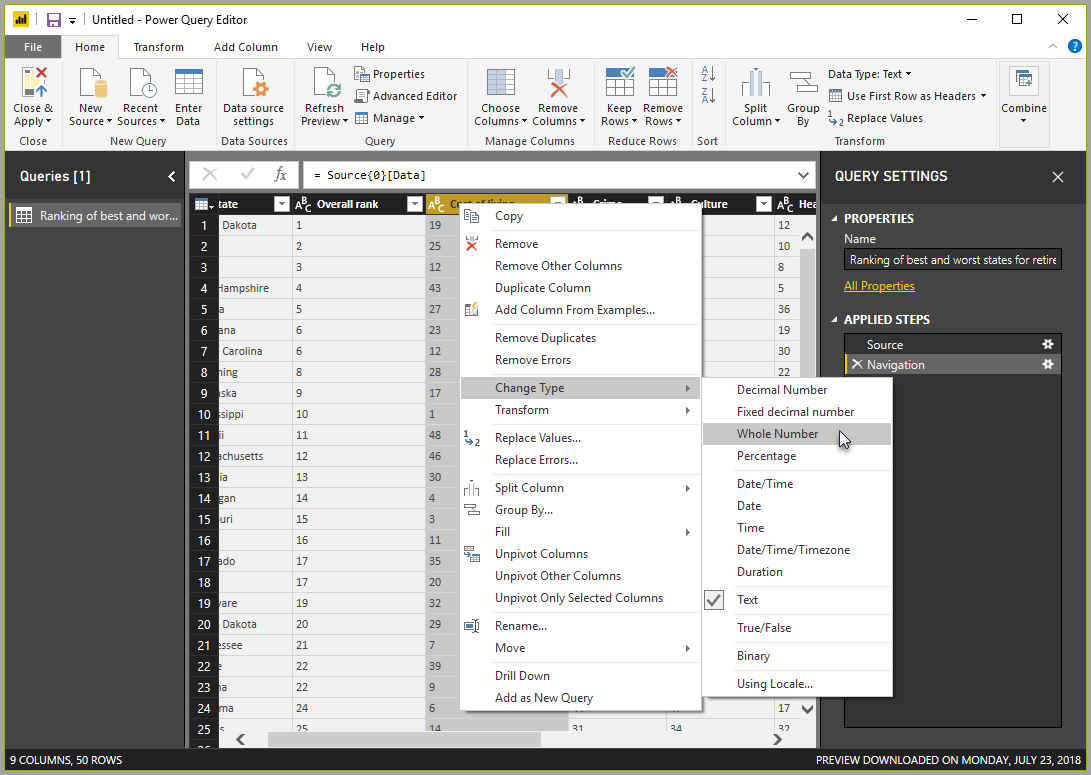 Untitled - Power Query Editor
File Home Transform Add Column View Help
Close & Apply
New Source
Recent Sources
Enter Data
Data source settings
Refresh Preview
Properties
Advanced Editor
Manage
Choose Columns
Remove Columns
Keep Rows
Remove Rows
Split Column
Group By
Data Type: Text
Use First Row as Headers
Replace Values
Combine
Close New Query Data Sources Query Manage Columns Reduce Rows Sort Transform
Queries [1]
Ranking of best and wor...
fx = Source{0}[Data]
tate Overall rank
1 Dakota 1 19 12
2 2 25 10
3 3 12 8
4 Hampshire 4 43 5
5 a 5 27 36
6 ana 6 23 19
7 Carolina 6 12 30
8 ning 8 28 22
9 ska 9 17
10 sippi 10 1
11 ii 11 48
12 achusetts 12 46
13 ia 13 30
14 gan 14 4
15 uri 15 3
16 16 11
17 ado 17 35
18 17 20
19 vare 19 32
20 Dakota 20 29
21 essee 21 7
22 22 39
23 na 22 9
24 ma 24 6 17
25 25 14 31 34 32
Copy
Remove
Remove Other Columns
Duplicate Column
Add Column From Examples...
Remove Duplicates
Remove Errors
Change Type
Transform
Replace Values...
Replace Errors...
Split Column
Group By...
Fill
Unpivot Columns
Unpivot Other Columns
Unpivot Only Selected Columns
Rename...
Move
Drill Down
Add as New Query
Decimal Number
Fixed decimal number
Whole Number
Percentage
Date/Time
Date
Time
Date/Time/Timezone
Duration
Text
True/False
Binary
Using Locale...
QUERY SETTINGS
PROPERTIES
Name
Ranking of best and worst states for retire
All Properties
APPLIED STEPS
Source
Navigation
9 COLUMNS, 50 ROWS
PREVIEW DOWNLOADED ON MONDAY, JULY 23, 2018